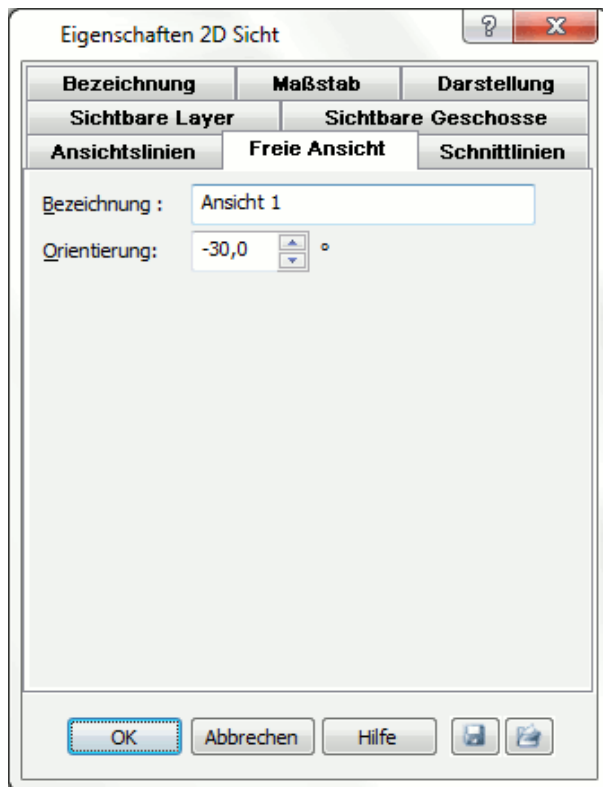 Eigenschaften 2D Sicht
?
X
Bezeichnung Maßstab Darstellung
Sichtbare Layer Sichtbare Geschosse
Ansichtslinien Freie Ansicht Schnittlinien
Bezeichnung : Ansicht 1
Orientierung: -30,0 °
OK Abbrechen Hilfe